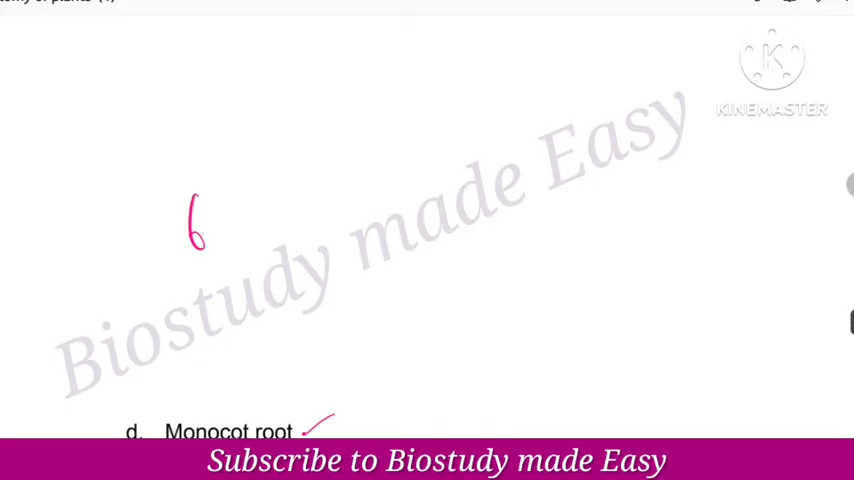 KINEMASTER
6
Biostudy made Easy
d. Monocot root
Subscribe to Biostudy made Easy